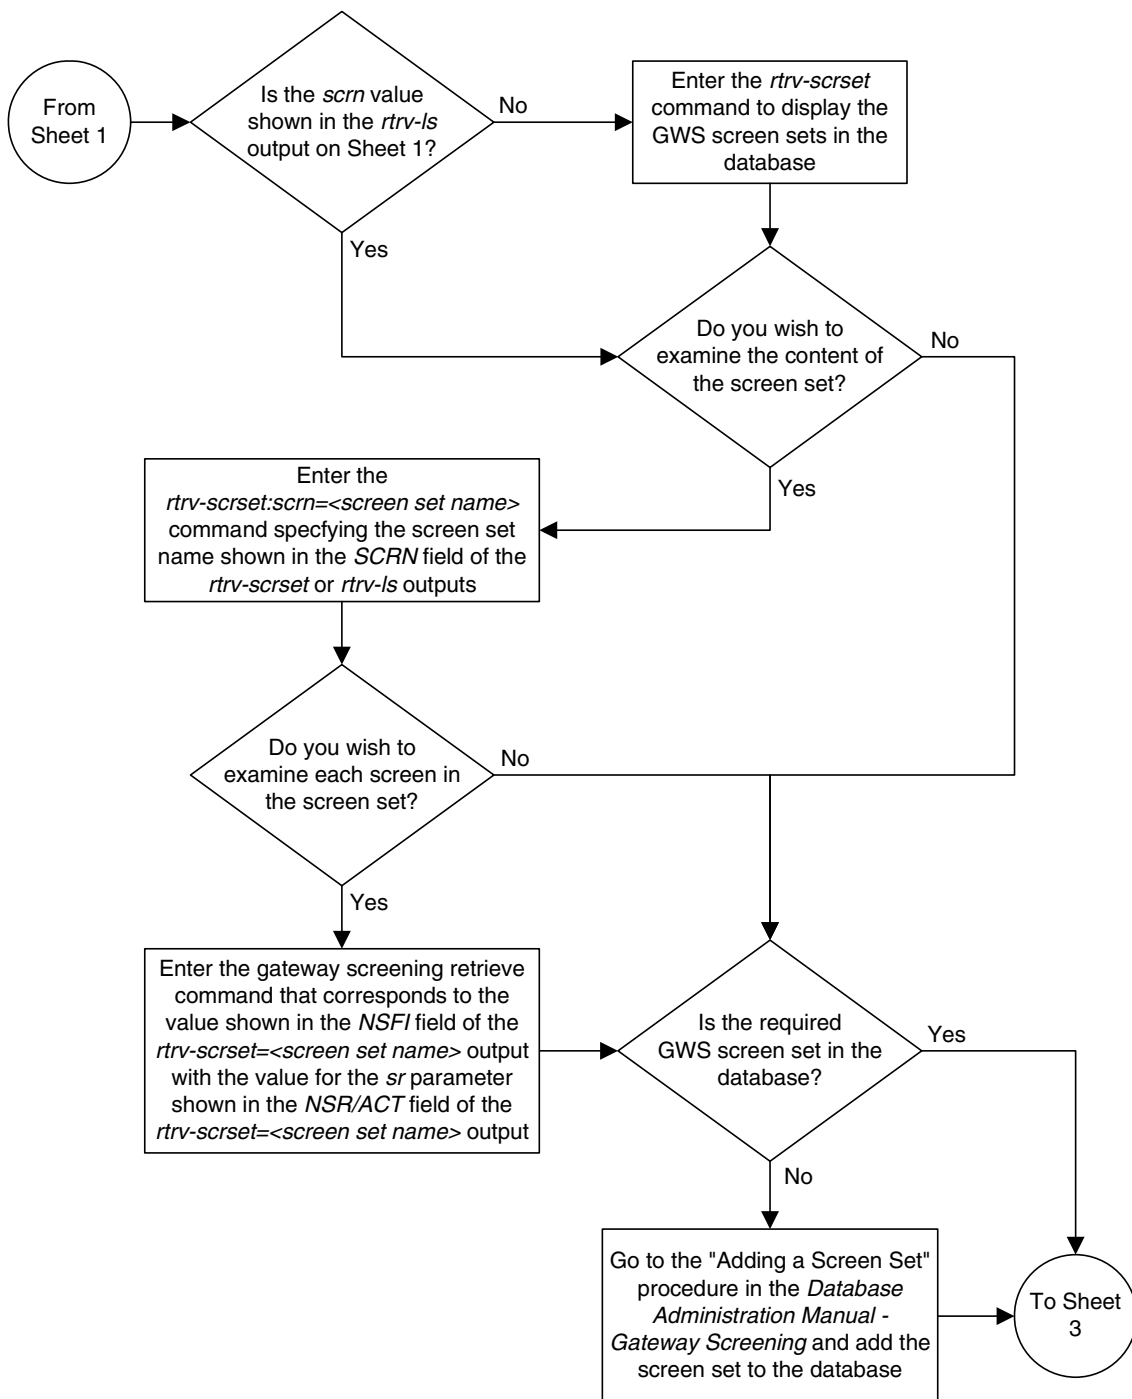 From
Sheet 1
Is the scrn value
shown in the rtrv-ls
output on Sheet 1?
No
Enter the rtrv-scrset
command to display the
GWS screen sets in the
database
Yes
Do you wish to
examine the content of
the screen set?
No
Yes
Enter the
rtrv-scrset:scrn=<screen set name>
command specfying the screen set
name shown in the SCRN field of the
rtrv-scrset or rtrv-ls outputs
Do you wish to
examine each screen in
the screen set?
No
Yes
Enter the gateway screening retrieve
command that corresponds to the
value shown in the NSFI field of the
rtrv-scrset=<screen set name> output
with the value for the sr parameter
shown in the NSR/ACT field of the
rtrv-scrset=<screen set name> output
Is the required
GWS screen set in the
database?
Yes
No
Go to the "Adding a Screen Set"
procedure in the Database
Administration Manual -
Gateway Screening and add the
screen set to the database
To Sheet
3